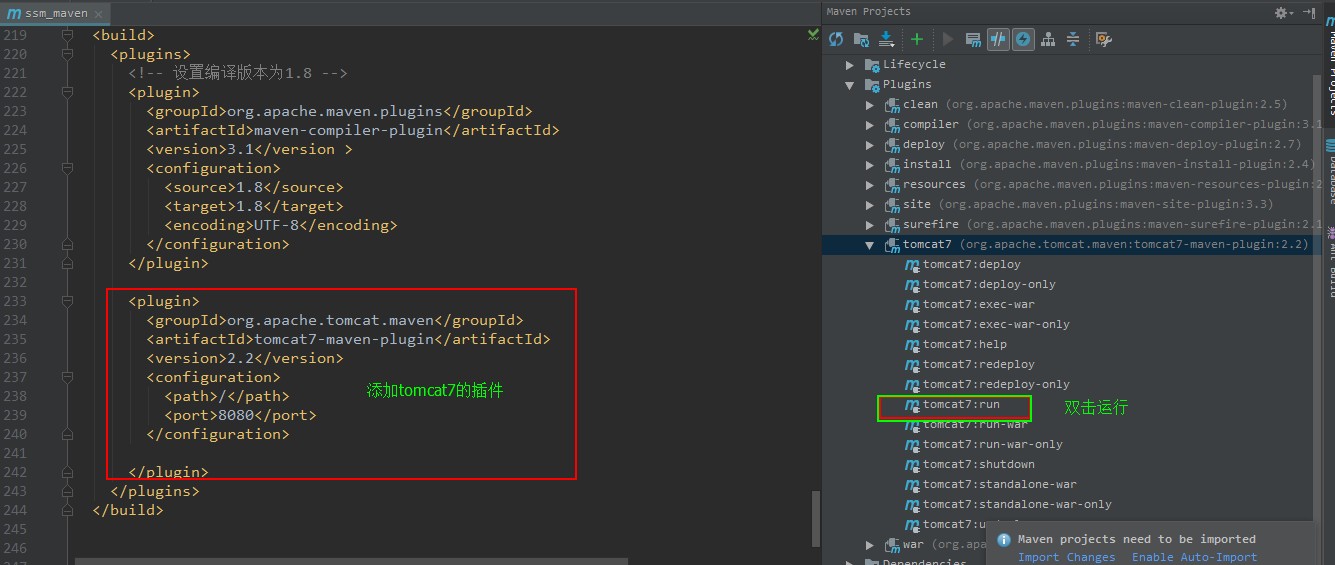 ssm_maven
219 <build>
220 <plugins>
221 <!-- 设置编译版本为1.8 -->
222 <plugin>
223 <groupId>org.apache.maven.plugins</groupId>
224 <artifactId>maven-compiler-plugin</artifactId>
225 <version>3.1</version >
226 <configuration>
227 <source>1.8</source>
228 <target>1.8</target>
229 <encoding>UTF-8</encoding>
230 </configuration>
231 </plugin>
232
233 <plugin>
234 <groupId>org.apache.tomcat.maven</groupId>
235 <artifactId>tomcat7-maven-plugin</artifactId>
236 <version>2.2</version>
237 <configuration>
添加tomcat7的插件
238 <path>/</path>
239 <port>8080</port>
240 </configuration>
241
242 </plugin>
243 </plugins>
244 </build>
245
246
Maven Projects
Lifecycle
Plugins
clean (org.apache.maven.plugins:maven-clean-plugin:2.5)
compiler (org.apache.maven.plugins:maven-compiler-plugin:3.1
deploy (org.apache.maven.plugins:maven-deploy-plugin:2.7)
install (org.apache.maven.plugins:maven-install-plugin:2.4)
resources (org.apache.maven.plugins:maven-resources-plugin:2
site (org.apache.maven.plugins:maven-site-plugin:3.3)
surefire (org.apache.maven.plugins:maven-surefire-plugin:2.1
tomcat7 (org.apache.tomcat.maven:tomcat7-maven-plugin:2.2)
tomcat7:deploy
tomcat7:deploy-only
tomcat7:exec-war
tomcat7:exec-war-only
tomcat7:help
tomcat7:redeploy
tomcat7:redeploy-only
tomcat7:run
双击运行
tomcat7:run-war
tomcat7:run-war-only
tomcat7:shutdown
tomcat7:standalone-war
tomcat7:standalone-war-only
war (org.apa
Dependencies
Maven projects need to be imported
Import Changes Enable Auto-Import
Maven Projects
Database
Ant Build